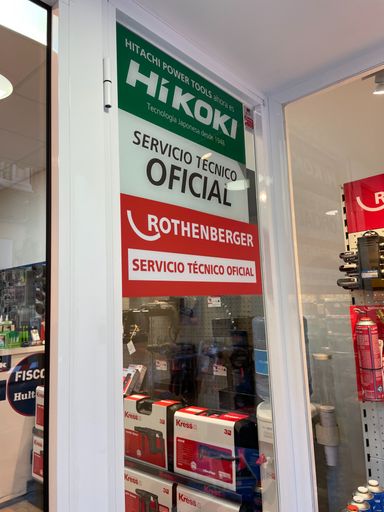 HITACHI POWER TOOLS ahora es
HiKOKI
Tecnología Japonesa desde 1948
SERVICIO TÉCNICO
OFICIAL
ROTHENBERGER
SERVICIO TÉCNICO OFICIAL
FISCO
Hult
Kress
Kress
Kress
Kress